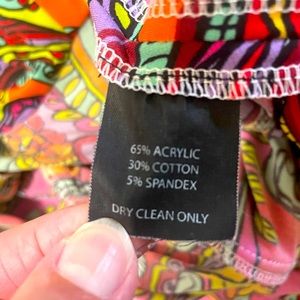 65% ACRYLIC
30% COTTON
5% SPANDEX
DRY CLEAN ONLY